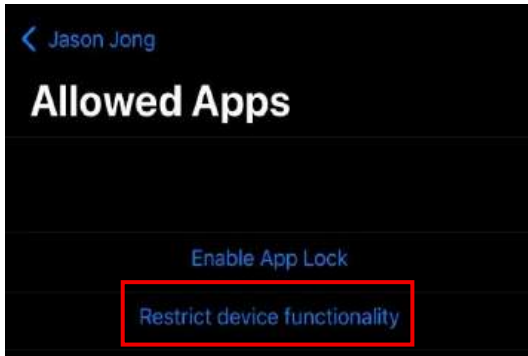 Jason Jong
Allowed Apps
Enable App Lock
Restrict device functionality